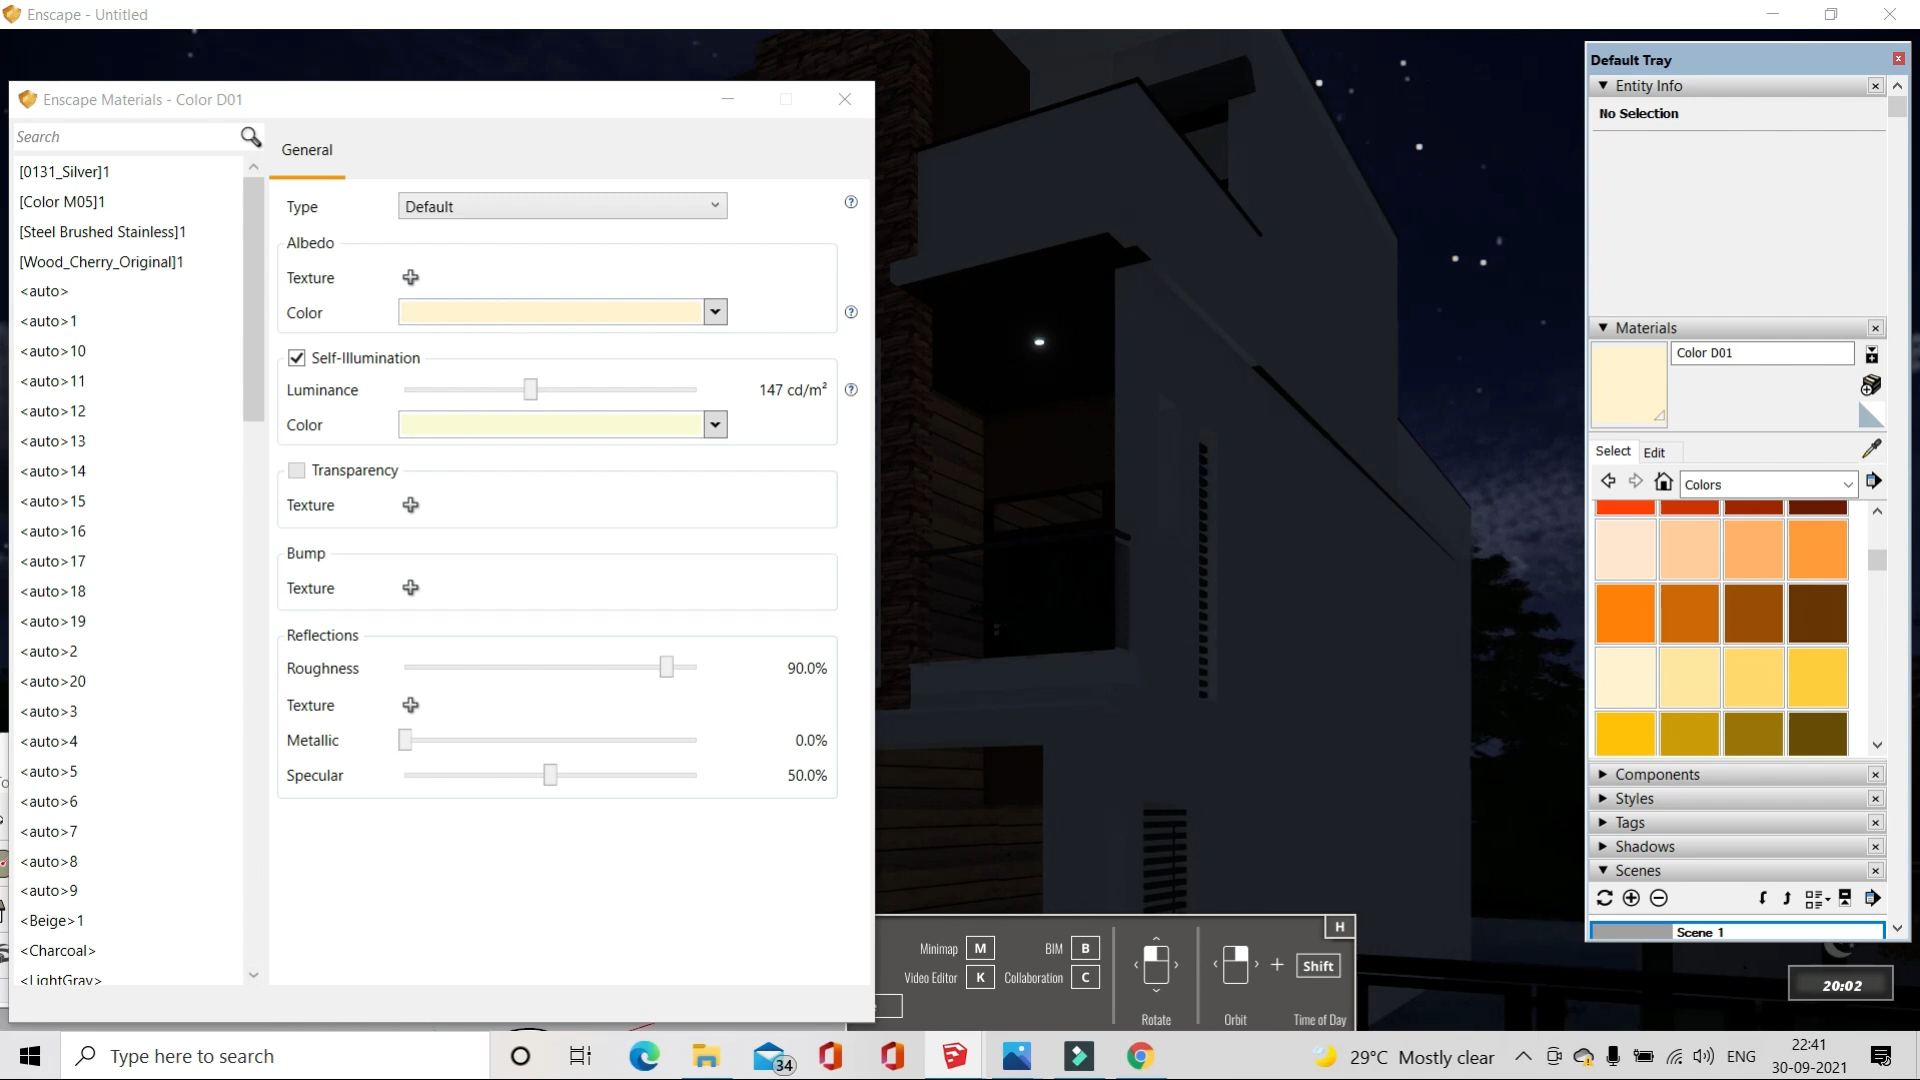 Enscape - Untitled
Enscape Materials - Color D01
Search
[0131_Silver]1
[Color M05]1
[Steel Brushed Stainless]1
[Wood_Cherry_Original]1
<auto>
<auto>1
<auto>10
<auto>11
<auto>12
<auto>13
<auto>14
<auto>15
<auto>16
<auto>17
<auto>18
<auto>19
<auto>2
<auto>20
<auto>3
<auto>4
<auto>5
<auto>6
<auto>7
<auto>8
<auto>9
<Beige>1
<Charcoal>
<LightGray>
General
Type Default
Albedo
Texture
Color
Self-Illumination
Luminance 147 cd/m²
Color
Transparency
Texture
Bump
Texture
Reflections
Roughness 90.0%
Texture
Metallic 0.0%
Specular 50.0%
Default Tray
Entity Info
No Selection
Materials
Color D01
Select Edit
Colors
Components
Styles
Tags
Shadows
Scenes
Scene 1
H
Minimap M BIM B
Video Editor K Collaboration C
Shift
Rotate Orbit Time of Day
20:02
Type here to search
34
29°C Mostly clear
ENG
22:41
30-09-2021